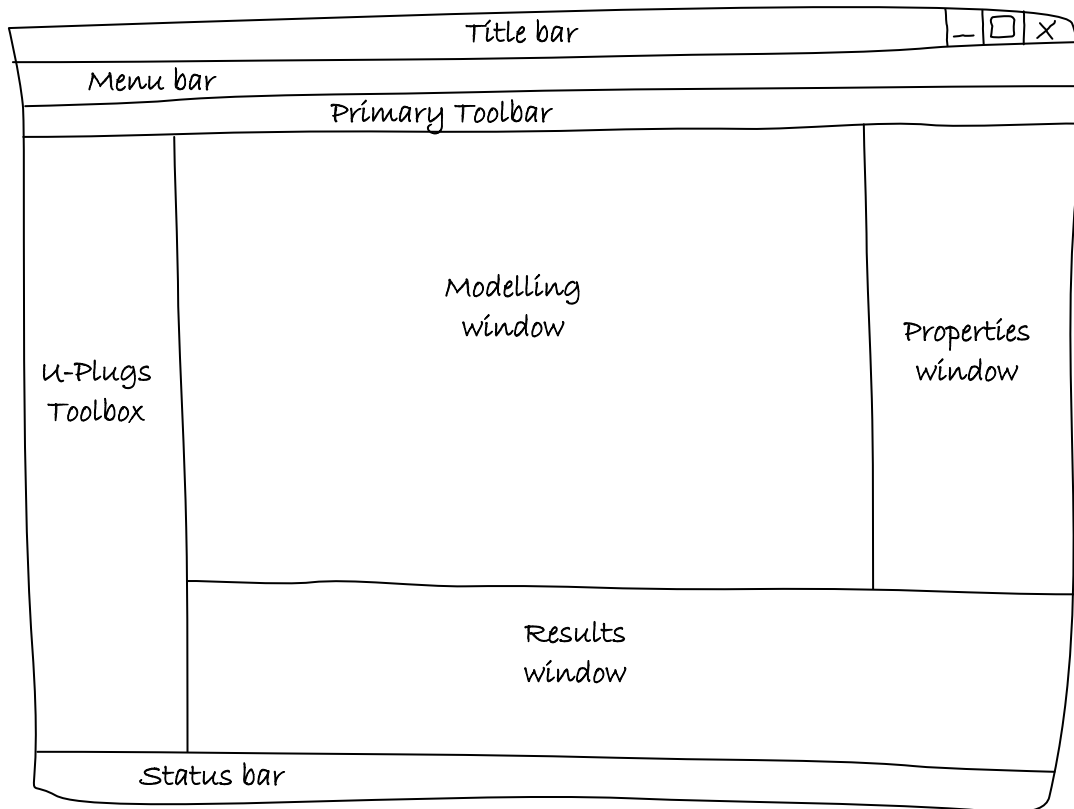 Title bar
Menu bar
Primary Toolbar
Modelling
window
Properties
window
U-Plugs
Toolbox
Results
window
Status bar